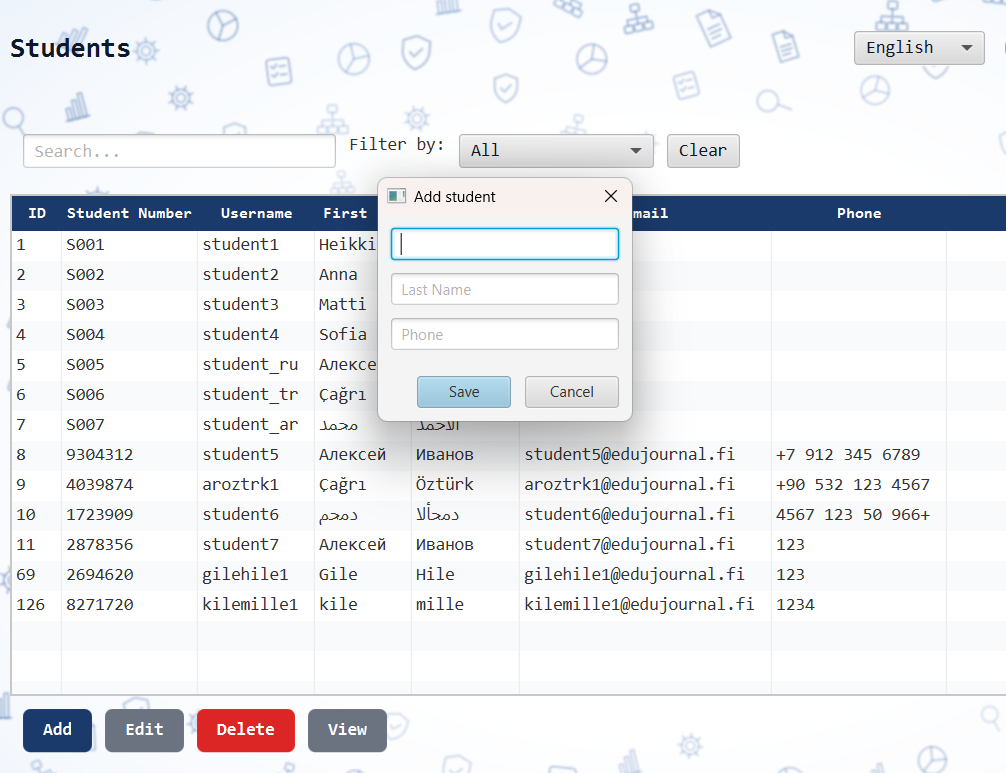 Students
English
Search...
Filter by:
All
Clear
Add student
Last Name
Phone
Save
Cancel
ID Student Number Username First mail Phone
1 S001 student1 Heikki
2 S002 student2 Anna
3 S003 student3 Matti
4 S004 student4 Sofia
5 S005 student_ru Алексе
6 S006 student_tr Çağrı
7 S007 student_ar محمد الأحمد
8 9304312 student5 Алексей Иванов student5@edujournal.fi +7 912 345 6789
9 4039874 aroztrk1 Çağrı Öztürk aroztrk1@edujournal.fi +90 532 123 4567
10 1723909 student6 دمحم دمحألا student6@edujournal.fi 4567 123 50 966+
11 2878356 student7 Алексей Иванов student7@edujournal.fi 123
69 2694620 gilehile1 Gile Hile gilehile1@edujournal.fi 123
126 8271720 kilemille1 kile mille kilemille1@edujournal.fi 1234
Add Edit Delete View